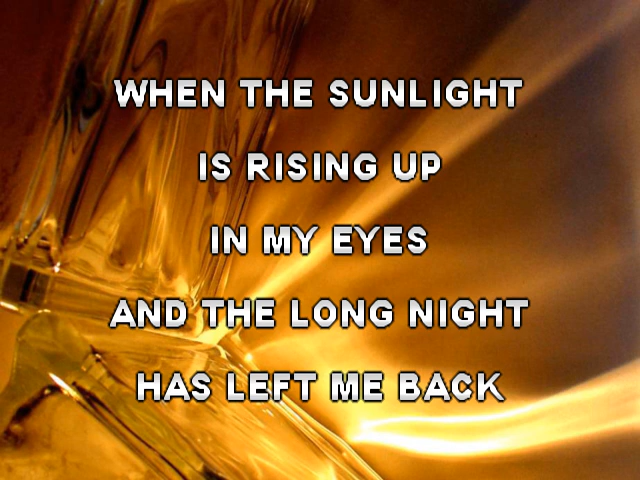 WHEN THE SUNLIGHT
IS RISING UP
IN MY EYES
AND THE LONG NIGHT
HAS LEFT ME BACK